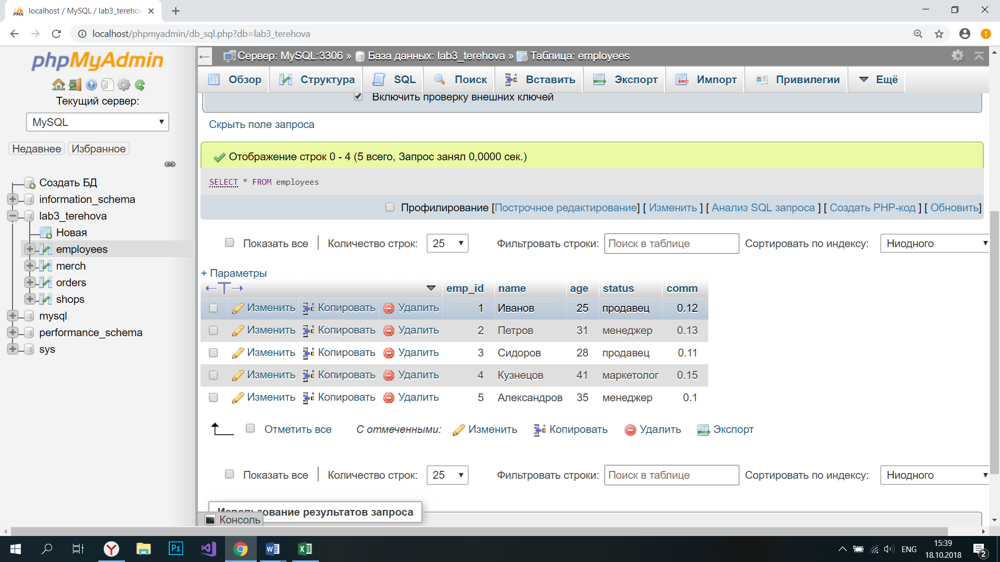 localhost / MySQL / lab3_terehov
localhost/phpmyadmin/db_sql.php?db=lab3_terehova
phpMyAdmin
Текущий сервер:
MySQL
Недавнее Избранное
Создать БД
information_schema
lab3_terehova
Новая
employees
merch
orders
shops
mysql
performance_schema
sys
Сервер: MySQL:3306 » База данных: lab3_terehova » Таблица: employees
Обзор Структура SQL Поиск Вставить Экспорт Импорт Привилегии Ещё
Включить проверку внешних ключей
Скрыть поле запроса
Отображение строк 0 - 4 (5 всего, Запрос занял 0,0000 сек.)
SELECT * FROM employees
Профилирование [Построчное редактирование] [ Изменить ] [ Анализ SQL запроса ] [ Создать PHP-код ] [ Обновить]
Показать все Количество строк: 25 Фильтровать строки: Поиск в таблице Сортировать по индексу: Ниодного
+ Параметры
←T→ emp_id name age status comm
Изменить Копировать Удалить 1 Иванов 25 продавец 0.12
Изменить Копировать Удалить 2 Петров 31 менеджер 0.13
Изменить Копировать Удалить 3 Сидоров 28 продавец 0.11
Изменить Копировать Удалить 4 Кузнецов 41 маркетолог 0.15
Изменить Копировать Удалить 5 Александров 35 менеджер 0.1
Отметить все С отмеченными: Изменить Копировать Удалить Экспорт
Показать все Количество строк: 25 Фильтровать строки: Поиск в таблице Сортировать по индексу: Ниодного
Использование результатов запроса
Консоль
ENG
15:39
18.10.2018
2